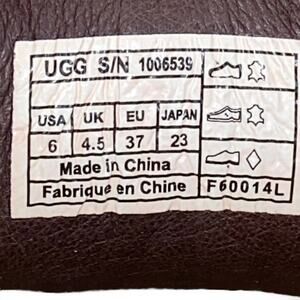 UGG S/N 1006539
USA UK EU JAPAN
6 4.5 37 23
Made in China
Fabrique en Chine F60014L